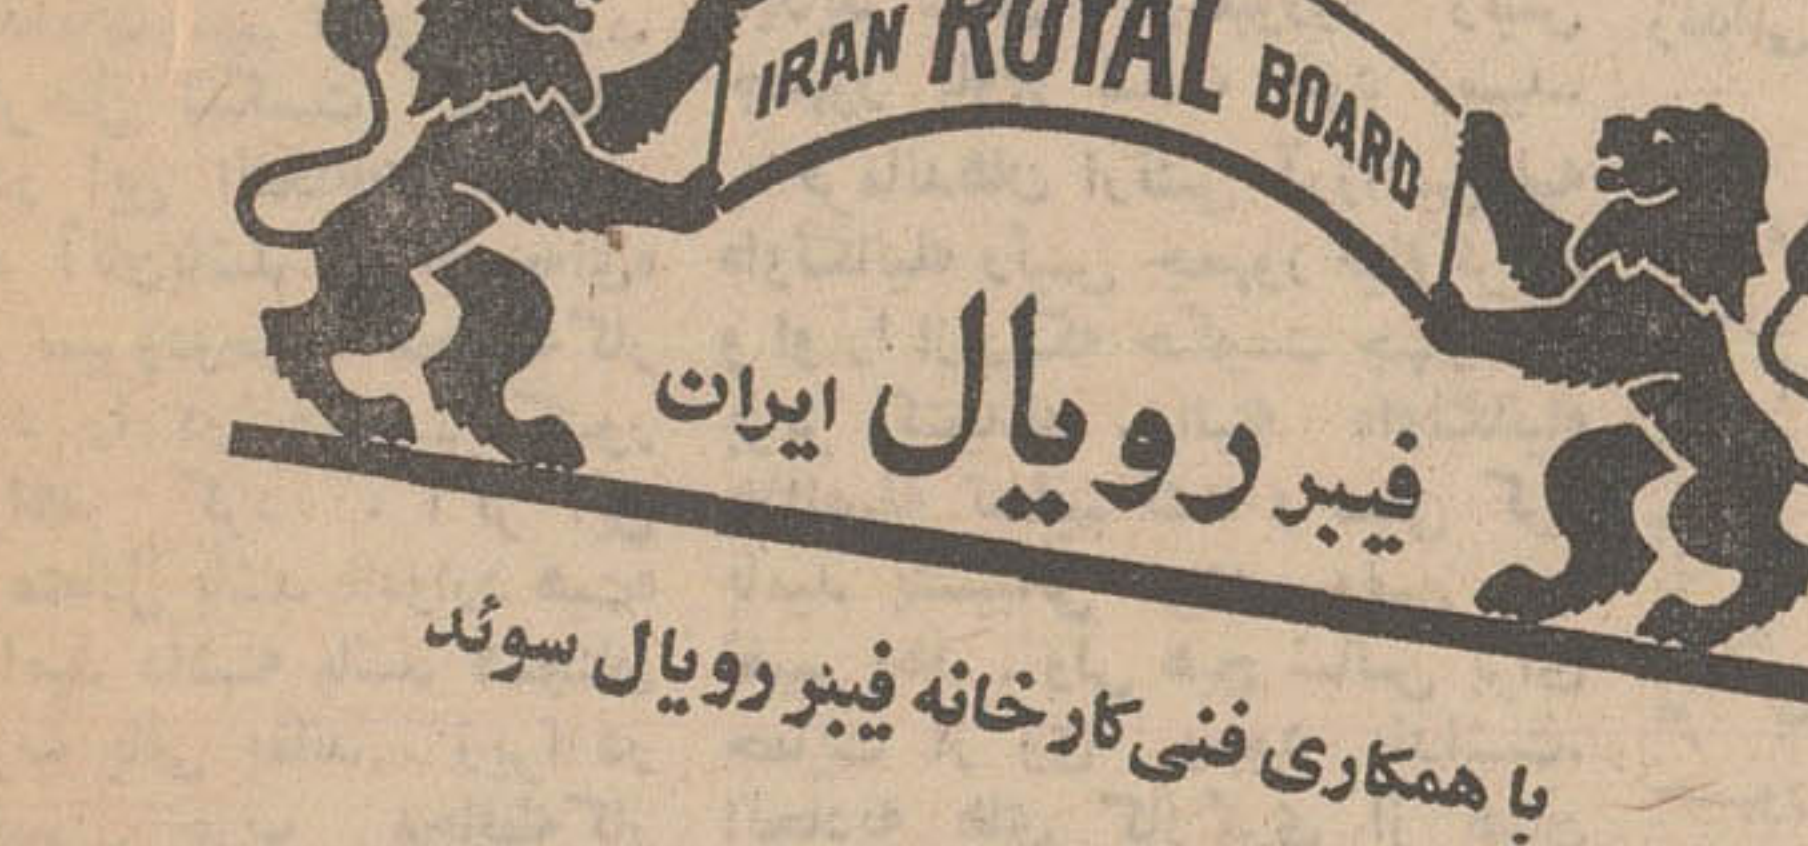 IRAN ROYAL BOARD
فیبر رویال ایران
با همکاری فنی کارخانه فیبر رویال سوئد